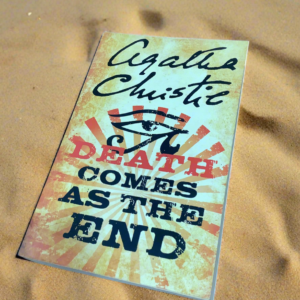 Agatha
Christie
DEATH
COMES
AS THE
END